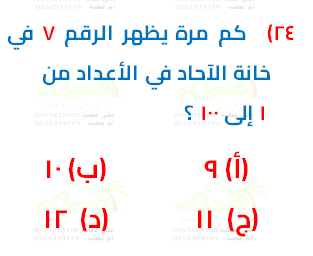 ٢٤) كم مرة يظهر الرقم ٧ في
خانة الآحاد في الأعداد من
١ إلى ١٠٠ ؟
(أ) ٩ (ب) ١٠
(ج) ١١ (د) ١٢